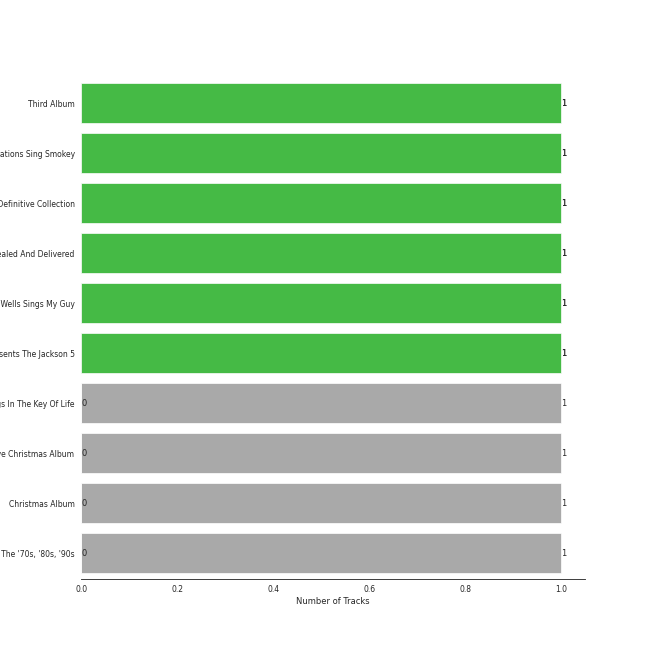 Third Album 1
ations Sing Smokey 1
Definitive Collection 1
ealed And Delivered 1
Wells Sings My Guy 1
sents The Jackson 5 1
s In The Key Of Life 0 1
e Christmas Album 0 1
Christmas Album 0 1
The '70s, '80s, '90s 0 1
0.0 0.2 0.4 0.6 0.8 1.0
Number of Tracks